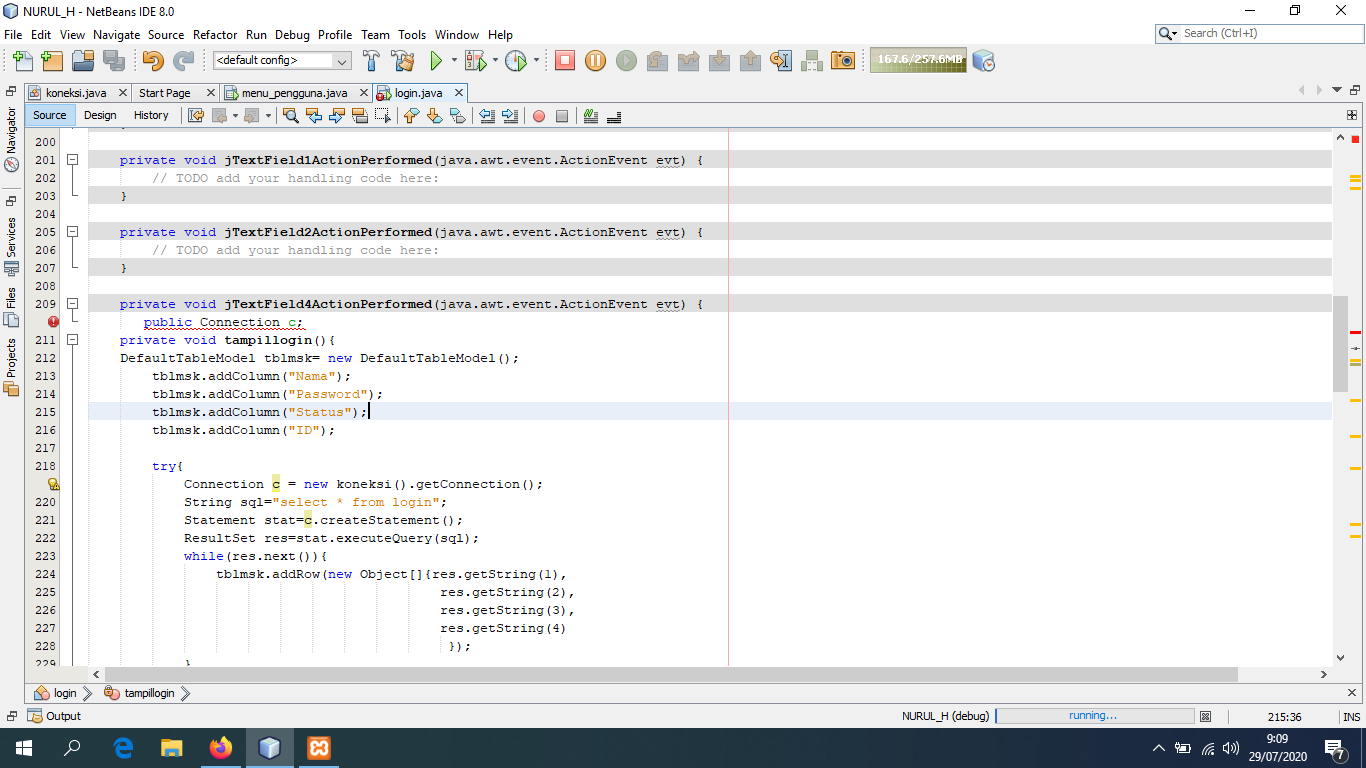 NURUL_H - NetBeans IDE 8.0
File Edit View Navigate Source Refactor Run Debug Profile Team Tools Window Help
Search (Ctrl+I)
<default config>
167.6/257.6MB
koneksi.java Start Page menu_pengguna.java login.java
Source Design History
Navigator
Services
Files
Projects
200
201 private void jTextField1ActionPerformed(java.awt.event.ActionEvent evt) {
202 // TODO add your handling code here:
203 }
204
205 private void jTextField2ActionPerformed(java.awt.event.ActionEvent evt) {
206 // TODO add your handling code here:
207 }
208
209 private void jTextField4ActionPerformed(java.awt.event.ActionEvent evt) {
public Connection c;
211 private void tampillogin(){
212 DefaultTableModel tblmsk= new DefaultTableModel();
213 tblmsk.addColumn("Nama");
214 tblmsk.addColumn("Password");
215 tblmsk.addColumn("Status");
216 tblmsk.addColumn("ID");
217
218 try{
Connection c = new koneksi().getConnection();
220 String sql="select * from login";
221 Statement stat=c.createStatement();
222 ResultSet res=stat.executeQuery(sql);
223 while(res.next()){
224 tblmsk.addRow(new Object[]{res.getString(1),
225 res.getString(2),
226 res.getString(3),
227 res.getString(4)
228 });
229 }
login tampillogin
Output
NURUL_H (debug) running... 215:36 INS
9:09
29/07/2020
7